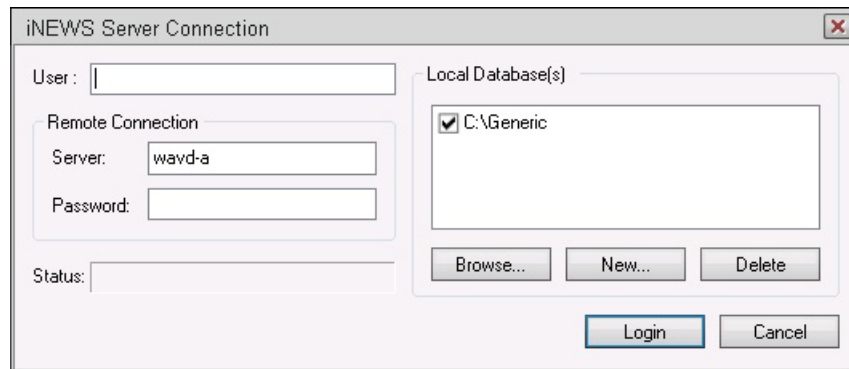 iNEWS Server Connection
User :
Remote Connection
Server: wavd-a
Password:
Status:
Local Database(s)
C:\Generic
Browse... New... Delete
Login Cancel